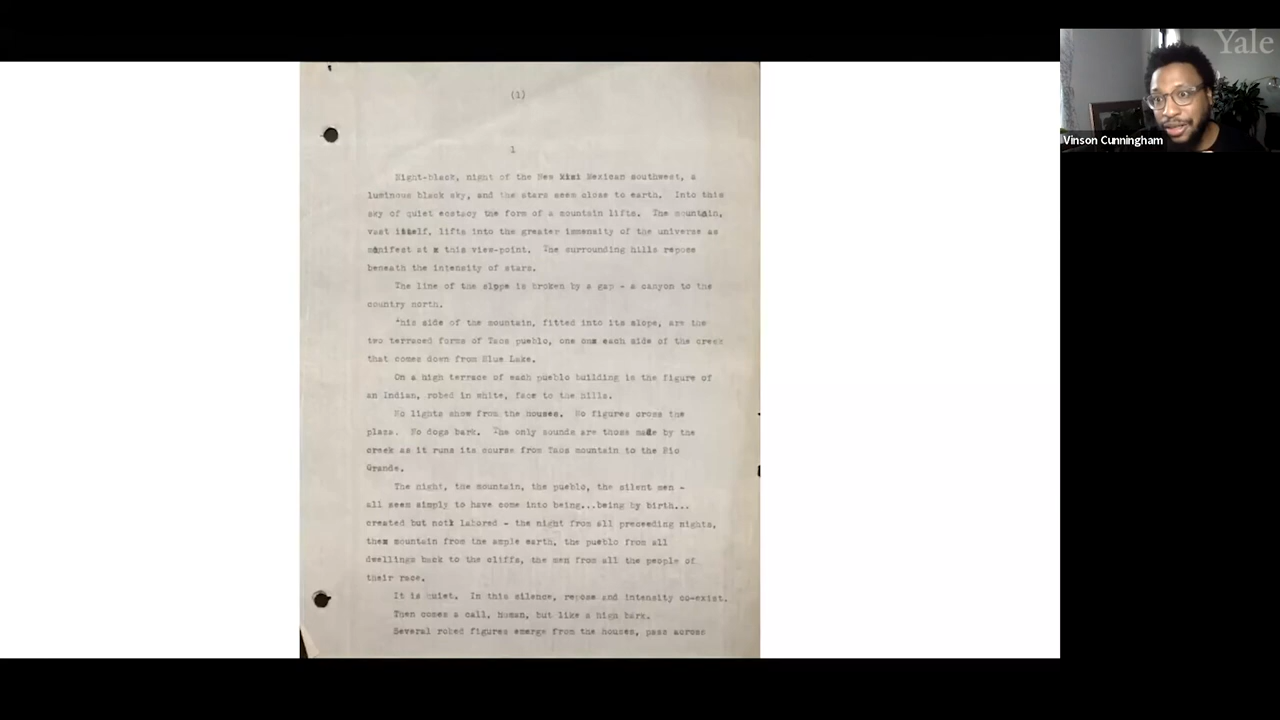 (1)
1
Night-black, night of the New kimi Mexican southwest, a
luminous black sky, and the stars seem close to earth. Into this
sky of quiet ecstacy the form of a mountain lifts. The mountain,
vast itself, lifts into the greater immensity of the universe as
manifest at x this view-point. The surrounding hills repose
beneath the intensity of stars.
The line of the slope is broken by a gap - a canyon to the
country north.
his side of the mountain, fitted into its slope, are the
two terraced forms of Taos pueblo, one one each side of the creek
that comes down from Blue Lake.
On a high terrace of each pueblo building is the figure of
an Indian, robed in white, face to the hills.
No lights show from the houses. No figures cross the
plaza. No dogs bark. The only sounds are those made by the
creek as it runs its course from Taos mountain to the Rio
Grande.
The night, the mountain, the pueblo, the silent men -
all seem simply to have come into being...being by birth...
created but not labored - the night from all preceeding nights,
the mountain from the ample earth, the pueblo from all
dwellings back to the cliffs, the men from all the people of
their race.
It is quiet. In this silence, repose and intensity co-exist.
Then comes a call, human, but like a high bark.
Several robed figures emerge from the houses, pass across
Yale
Vinson Cunningham